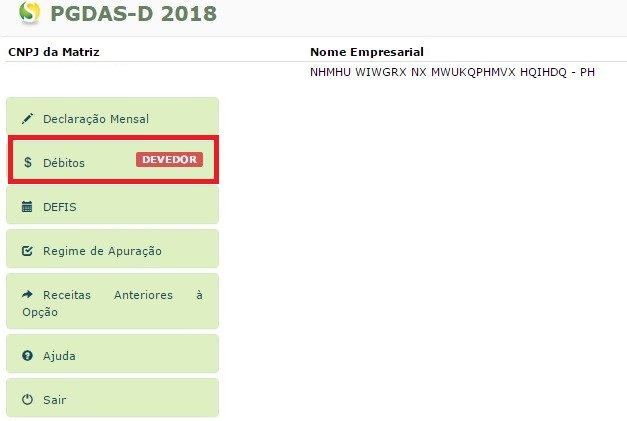 PGDAS-D 2018
CNPJ da Matriz
Nome Empresarial
NHMHU WIWGRX NX MWUKQPHMVX HQIHDQ - PH
Declaração Mensal
$ Débitos DEVEDOR
DEFIS
Regime de Apuração
Receitas Anteriores à
Opção
Ajuda
Sair